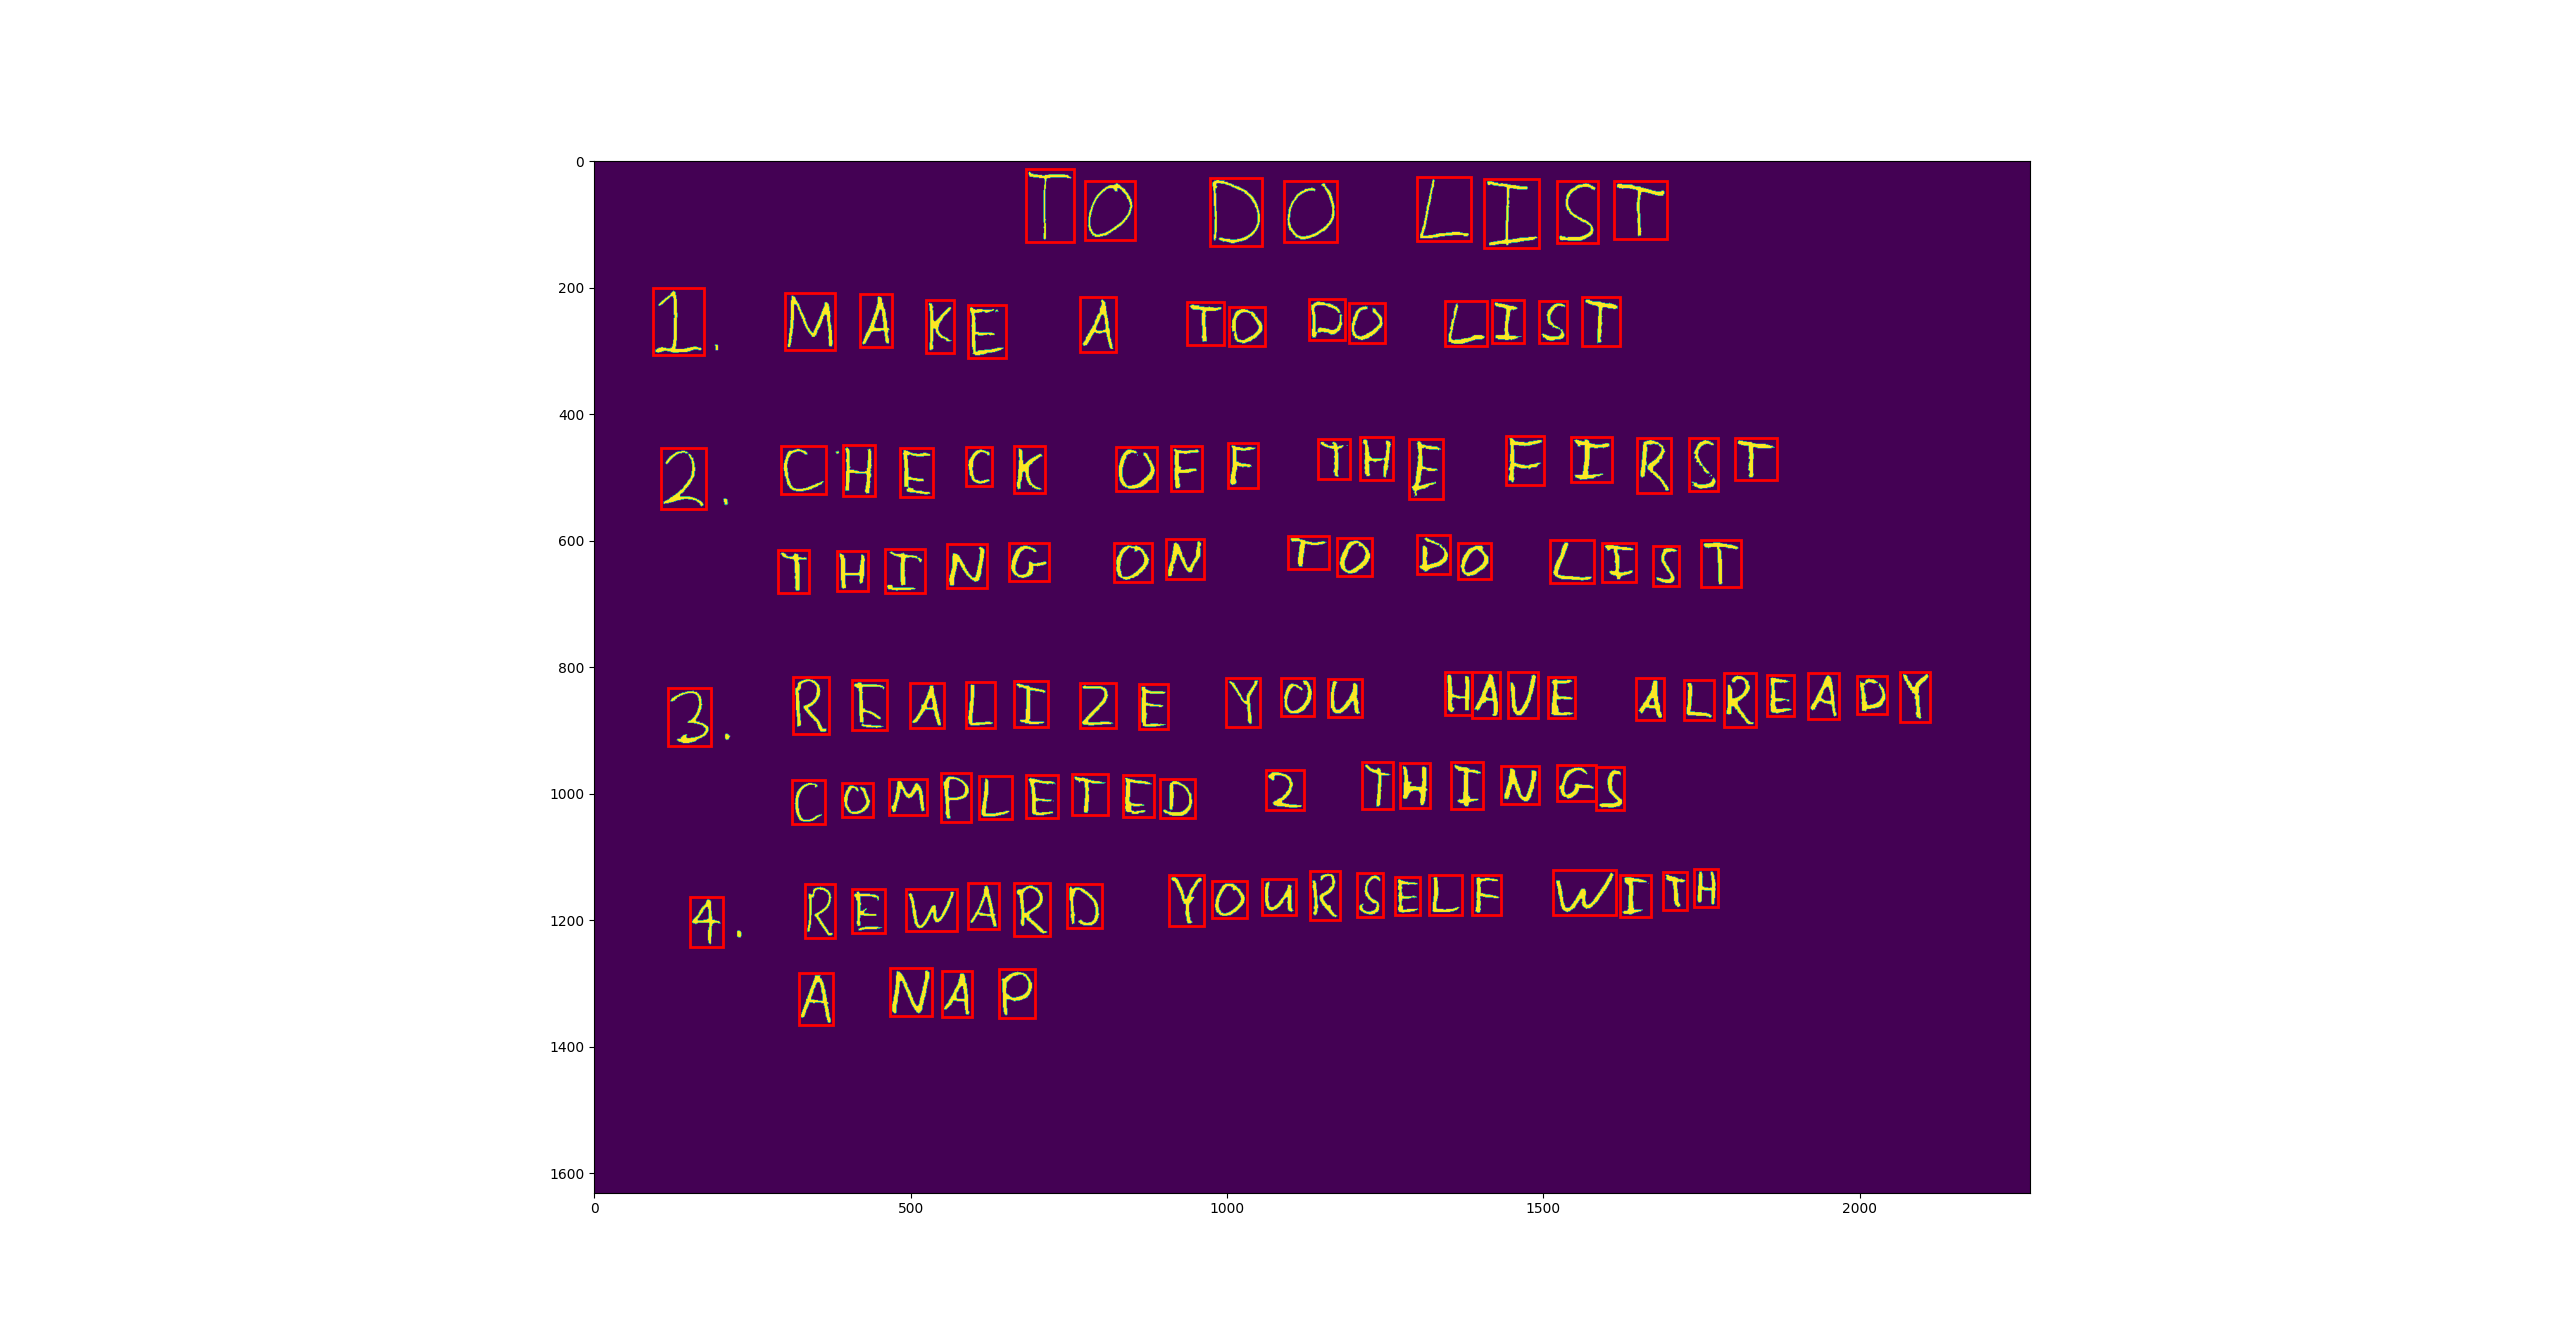 TO DO LIST
1. MAKE A TO DO LIST
2. CHECK OFF THE FIRST
THING ON TO DO LIST
3. REALIZE YOU HAVE ALREADY
COMPLETED 2 THINGS
4. REWARD YOURSELF WITH
A NAP
0
200
400
600
800
1000
1200
1400
1600
0 500 1000 1500 2000